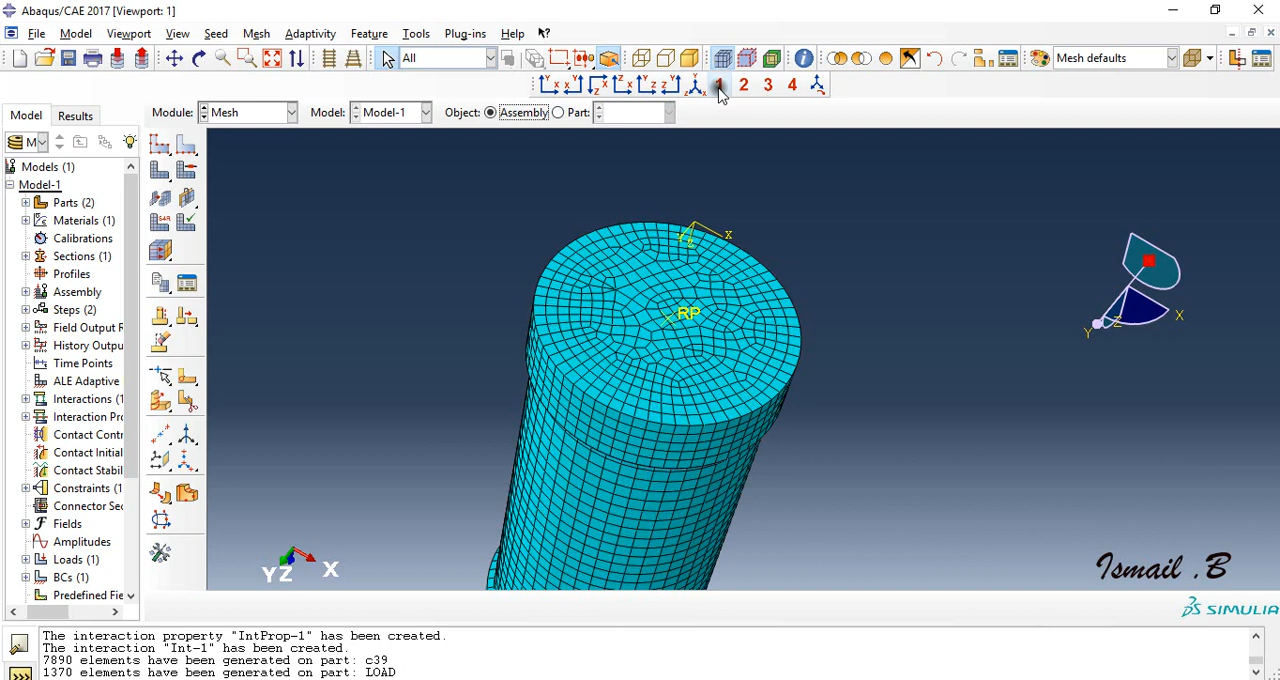 Abaqus/CAE 2017 [Viewport: 1]
File Model Viewport View Seed Mesh Adaptivity Feature Tools Plug-ins Help
All
Mesh defaults
1 2 3 4
Model Results
Module: Mesh Model: Model-1 Object: Assembly Part:
M
Models (1)
Model-1
Parts (2)
Materials (1)
Calibrations
Sections (1)
Profiles
Assembly
Steps (2)
Field Output R
History Outpu
Time Points
ALE Adaptive
Interactions (
Interaction Pro
Contact Contr
Contact Initial
Contact Stabil
Constraints (1
Connector Sec
Fields
Amplitudes
Loads (1)
BCs (1)
Predefined Fie
X
RP
X
Y
Z
YZ X
Ismail .B
SIMULIA
The interaction property "IntProp-1" has been created.
The interaction "Int-1" has been created.
7890 elements have been generated on part: c39
1370 elements have been generated on part: LOAD